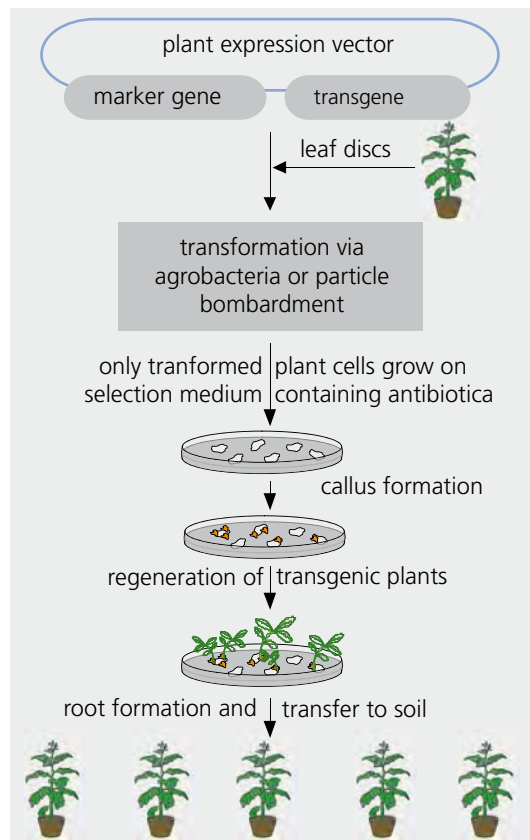 plant expression vector
marker gene
transgene
leaf discs
transformation via
agrobacteria or particle
bombardment
only tranformed plant cells grow on
selection medium containing antibiotica
callus formation
regeneration of transgenic plants
root formation and transfer to soil